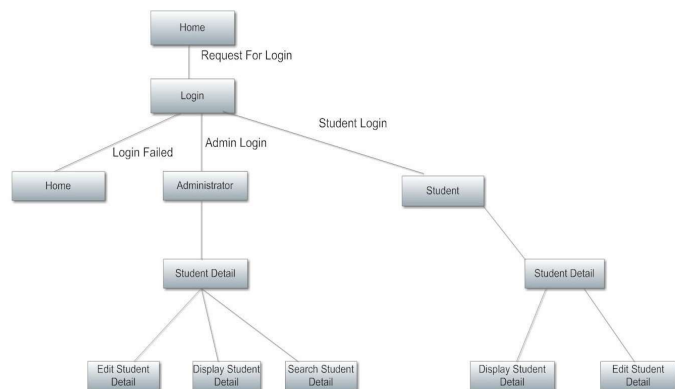 Home
Request For Login
Login
Student Login
Admin Login
Login Failed
Home
Administrator
Student
Student Detail
Student Detail
Edit Student
Detail
Display Student
Detail
Search Student
Detail
Display Student
Detail
Edit Student
Detail